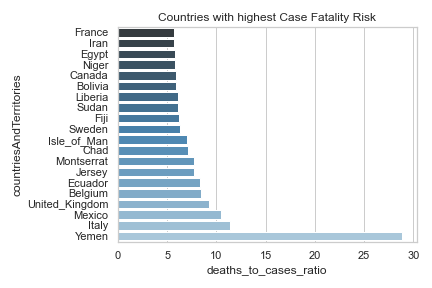 Countries with highest Case Fatality Risk
countriesAndTerritories
France
Iran
Egypt
Niger
Canada
Bolivia
Liberia
Sudan
Fiji
Sweden
Isle_of_Man
Chad
Montserrat
Jersey
Ecuador
Belgium
United_Kingdom
Mexico
Italy
Yemen
0 5 10 15 20 25 30
deaths_to_cases_ratio